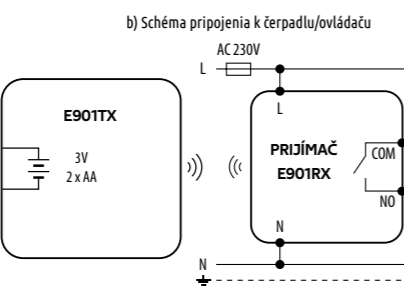 b) Schéma pripojenia k čerpadlu/ovládaču
AC 230V
L
L
E901TX
3V
2 x AA
PRIJÍMAČ
E901RX
COM
NO
N
N